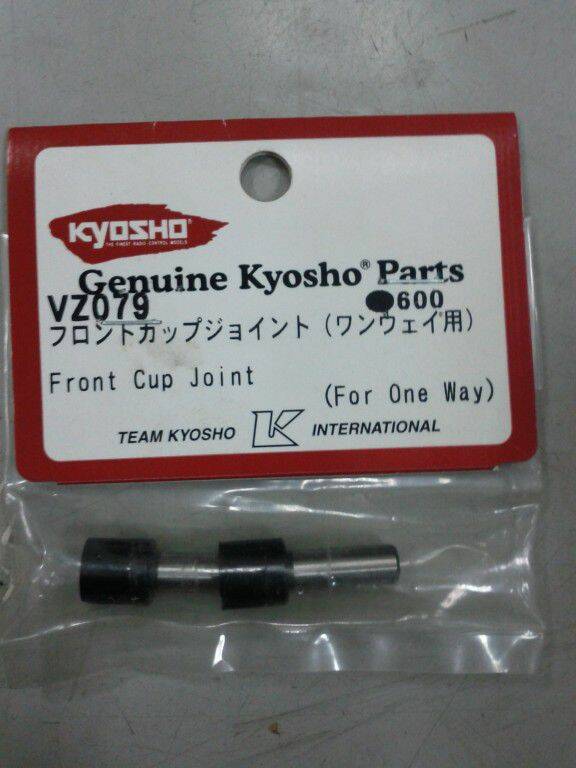 KYOSHO®
THE FINEST RADIO CONTROL MODELS
Genuine Kyosho® Parts
VZ079 ●600
フロントカップジョイント (ワンウェイ用)
Front Cup Joint (For One Way)
TEAM KYOSHO K INTERNATIONAL